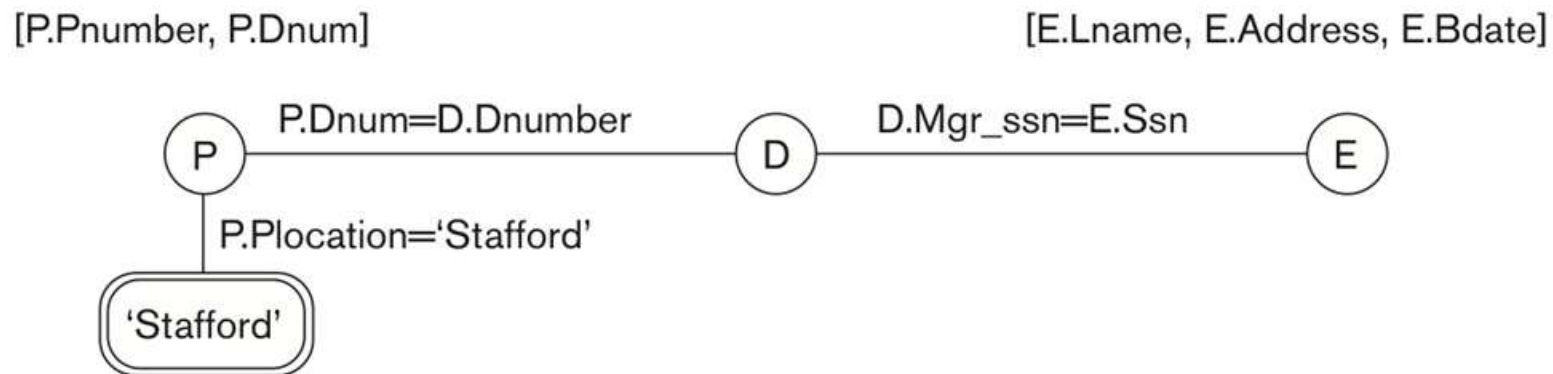 [P.Pnumber, P.Dnum]
[E.Lname, E.Address, E.Bdate]
P.Dnum=D.Dnumber
D.Mgr_ssn=E.Ssn
P
D
E
P.Plocation=‘Stafford’
‘Stafford’